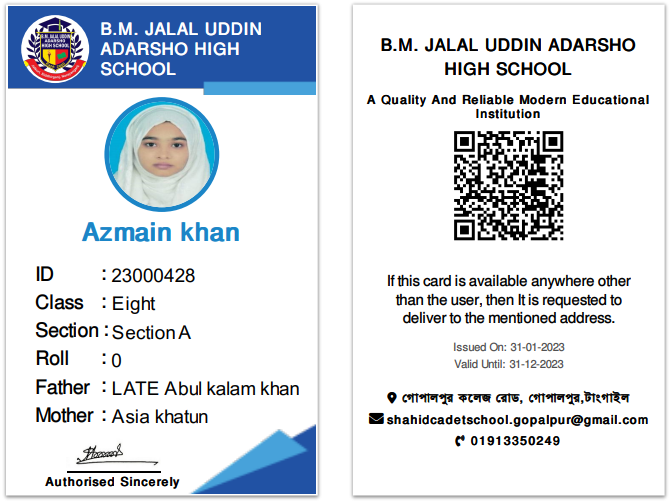 B.M. JALAL UDDIN
ADARSHO HIGH
SCHOOL
B.M. JALAL UDDIN
ADARSHO
HIGH SCHOOL
Azmain khan
ID : 23000428
Class : Eight
Section : Section A
Roll : 0
Father : LATE Abul kalam khan
Mother : Asia khatun
Authorised Sincerely
B.M. JALAL UDDIN ADARSHO
HIGH SCHOOL
A Quality And Reliable Modern Educational
Institution
If this card is available anywhere other
than the user, then It is requested to
deliver to the mentioned address.
Issued On: 31-01-2023
Valid Until: 31-12-2023
গোপালপুর কলেজ রোড, গোপালপুর,টাংগাইল
shahidcadetschool.gopalpur@gmail.com
01913350249